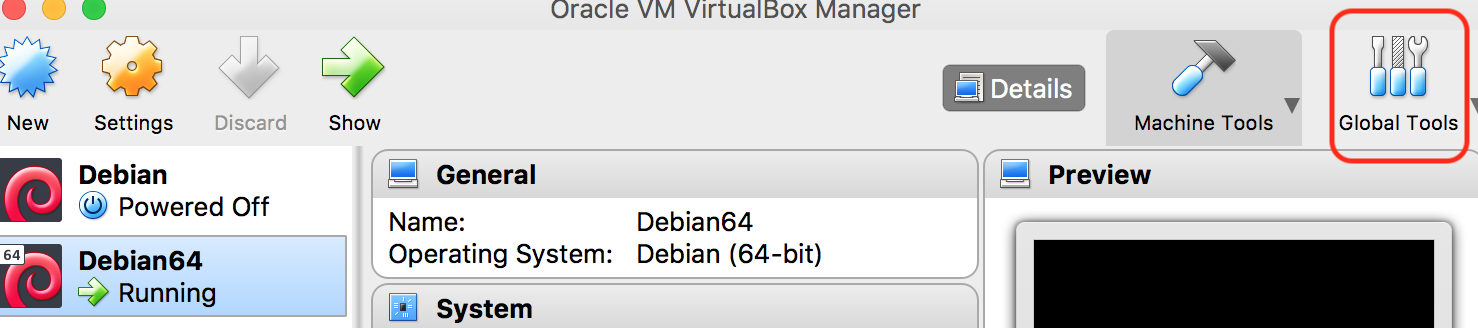 Oracle VM VirtualBox Manager
New
Settings
Discard
Show
Details
Machine Tools
Global Tools
Debian
Powered Off
64
Debian64
Running
General
Name: Debian64
Operating System: Debian (64-bit)
System
Preview